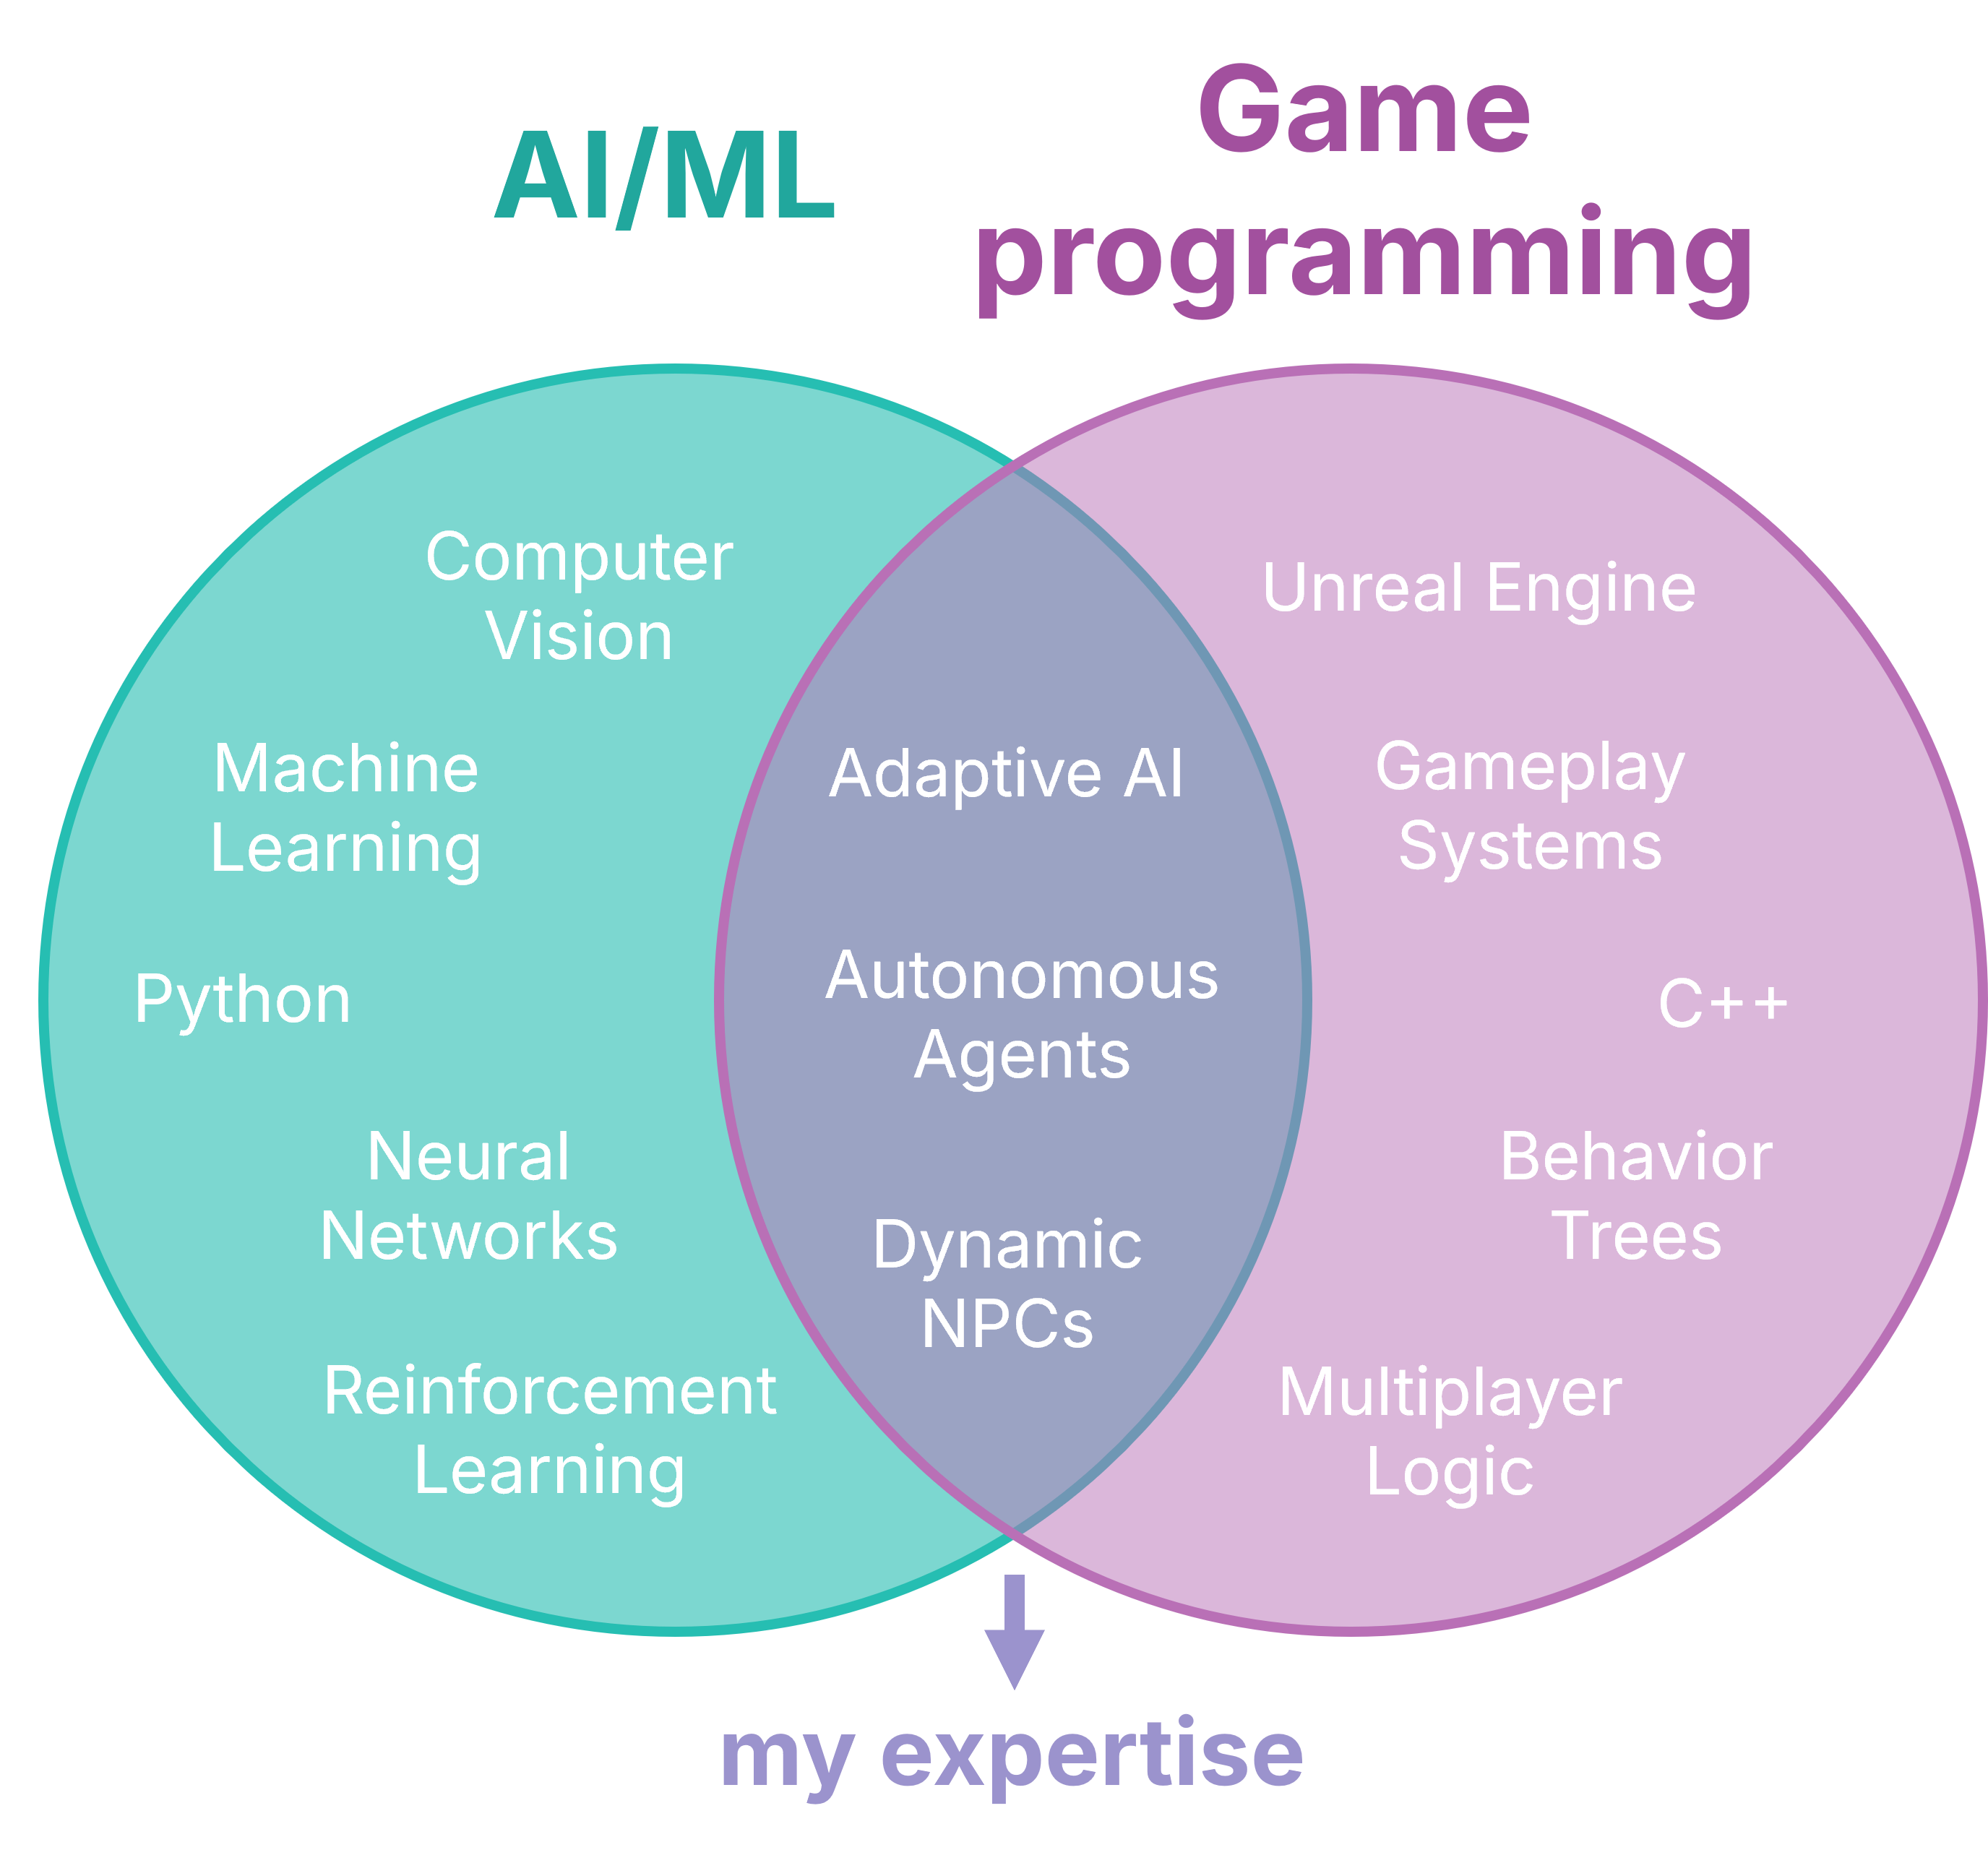 AI/ML
Game
programming
Computer
Vision
Machine
Learning
Python
Neural
Networks
Reinforcement
Learning
Adaptive AI
Autonomous
Agents
Dynamic
NPCs
Unreal Engine
Gameplay
Systems
C++
Behavior
Trees
Multiplayer
Logic
my expertise